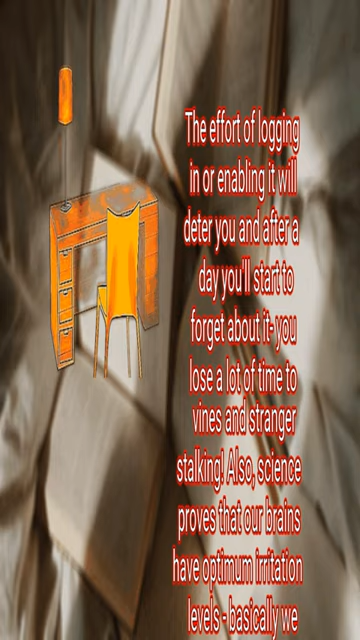 The effort of logging
in or enabling it will
deter you and after a
day you'll start to
forget about it- you
lose a lot of time to
vines and stranger
stalking! Also, science
proves that our brains
have optimum irritation
levels - basically we